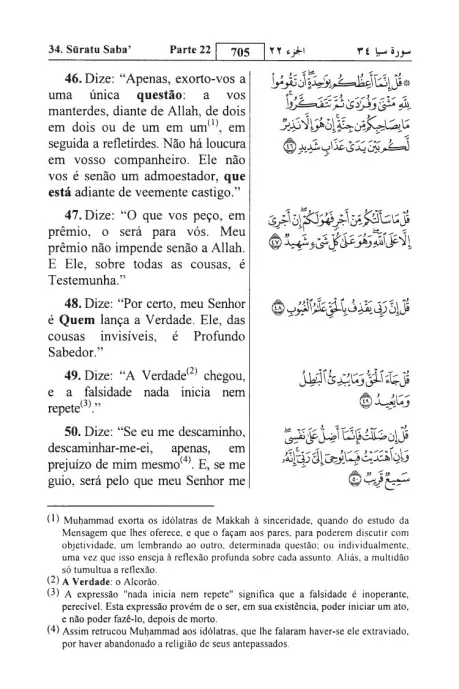 34. Sūratu Saba’ Parte 22 705 الجزء ٢٢ سورة سبا ٣٤
46. Dize: “Apenas, exorto-vos a
uma única questão: a vos
manterdes, diante de Allah, de dois
em dois ou de um em um(1), em
seguida a refletirdes. Não há loucura
em vosso companheiro. Ele não
vos é senão um admoestador, que
está adiante de veemente castigo.”
47. Dize: “O que vos peço, em
prêmio, o será para vós. Meu
prêmio não impende senão a Allah.
E Ele, sobre todas as cousas, é
Testemunha.”
48. Dize: “Por certo, meu Senhor
é Quem lança a Verdade. Ele, das
cousas invisíveis, é Profundo
Sabedor.”
49. Dize: “A Verdade(2) chegou,
e a falsidade nada inicia nem
repete(3).”
50. Dize: “Se eu me descaminho,
descaminhar-me-ei, apenas, em
prejuízo de mim mesmo(4). E, se me
guio, será pelo que meu Senhor me
۞ قُلْ إِنَّمَآ أَعِظُكُم بِوَٰحِدَةٍ أَن تَقُومُوا۟
لِلَّهِ مَثْنَىٰ وَفُرَٰدَىٰ ثُمَّ تَتَفَكَّرُوا۟ ۚ
مَا بِصَاحِبِكُم مِّن جِنَّةٍ ۚ إِنْ هُوَ إِلَّا نَذِيرٌ
لَّكُم بَيْنَ يَدَىْ عَذَابٍ شَدِيدٍ ٤٦
قُلْ مَا سَأَلْتُكُم مِّنْ أَجْرٍ فَهُوَ لَكُمْ ۖ إِنْ أَجْرِىَ
إِلَّا عَلَى ٱللَّهِ ۖ وَهُوَ عَلَىٰ كُلِّ شَىْءٍ شَهِيدٌ ٤٧
قُلْ إِنَّ رَبِّى يَقْذِفُ بِٱلْحَقِّ عَلَّٰمُ ٱلْغُيُوبِ ٤٨
قُلْ جَآءَ ٱلْحَقُّ وَمَا يُبْدِئُ ٱلْبَٰطِلُ
وَمَا يُعِيدُ ٤٩
قُلْ إِن ضَلَلْتُ فَإِنَّمَآ أَضِلُّ عَلَىٰ نَفْسِى ۖ
وَإِنِ ٱهْتَدَيْتُ فَبِمَا يُوحِىٓ إِلَىَّ رَبِّىٓ ۚ إِنَّهُۥ
سَمِيعٌ قَرِيبٌ ٥٠
(1) Muḥammad exorta os idólatras de Makkah à sinceridade, quando do estudo da
Mensagem que lhes oferece, e que o façam aos pares, para poderem discutir com
objetividade, um lembrando ao outro, determinada questão; ou individualmente,
uma vez que isso enseja à reflexão profunda sobre cada assunto. Aliás, a multidão
só tumultua a reflexão.
(2) A Verdade: o Alcorão.
(3) A expressão "nada inicia nem repete" significa que a falsidade é inoperante,
perecível. Esta expressão provém de o ser, em sua existência, poder iniciar um ato,
e não poder fazê-lo, depois de morto.
(4) Assim retrucou Muḥammad aos idólatras, que lhe falaram haver-se ele extraviado,
por haver abandonado a religião de seus antepassados.